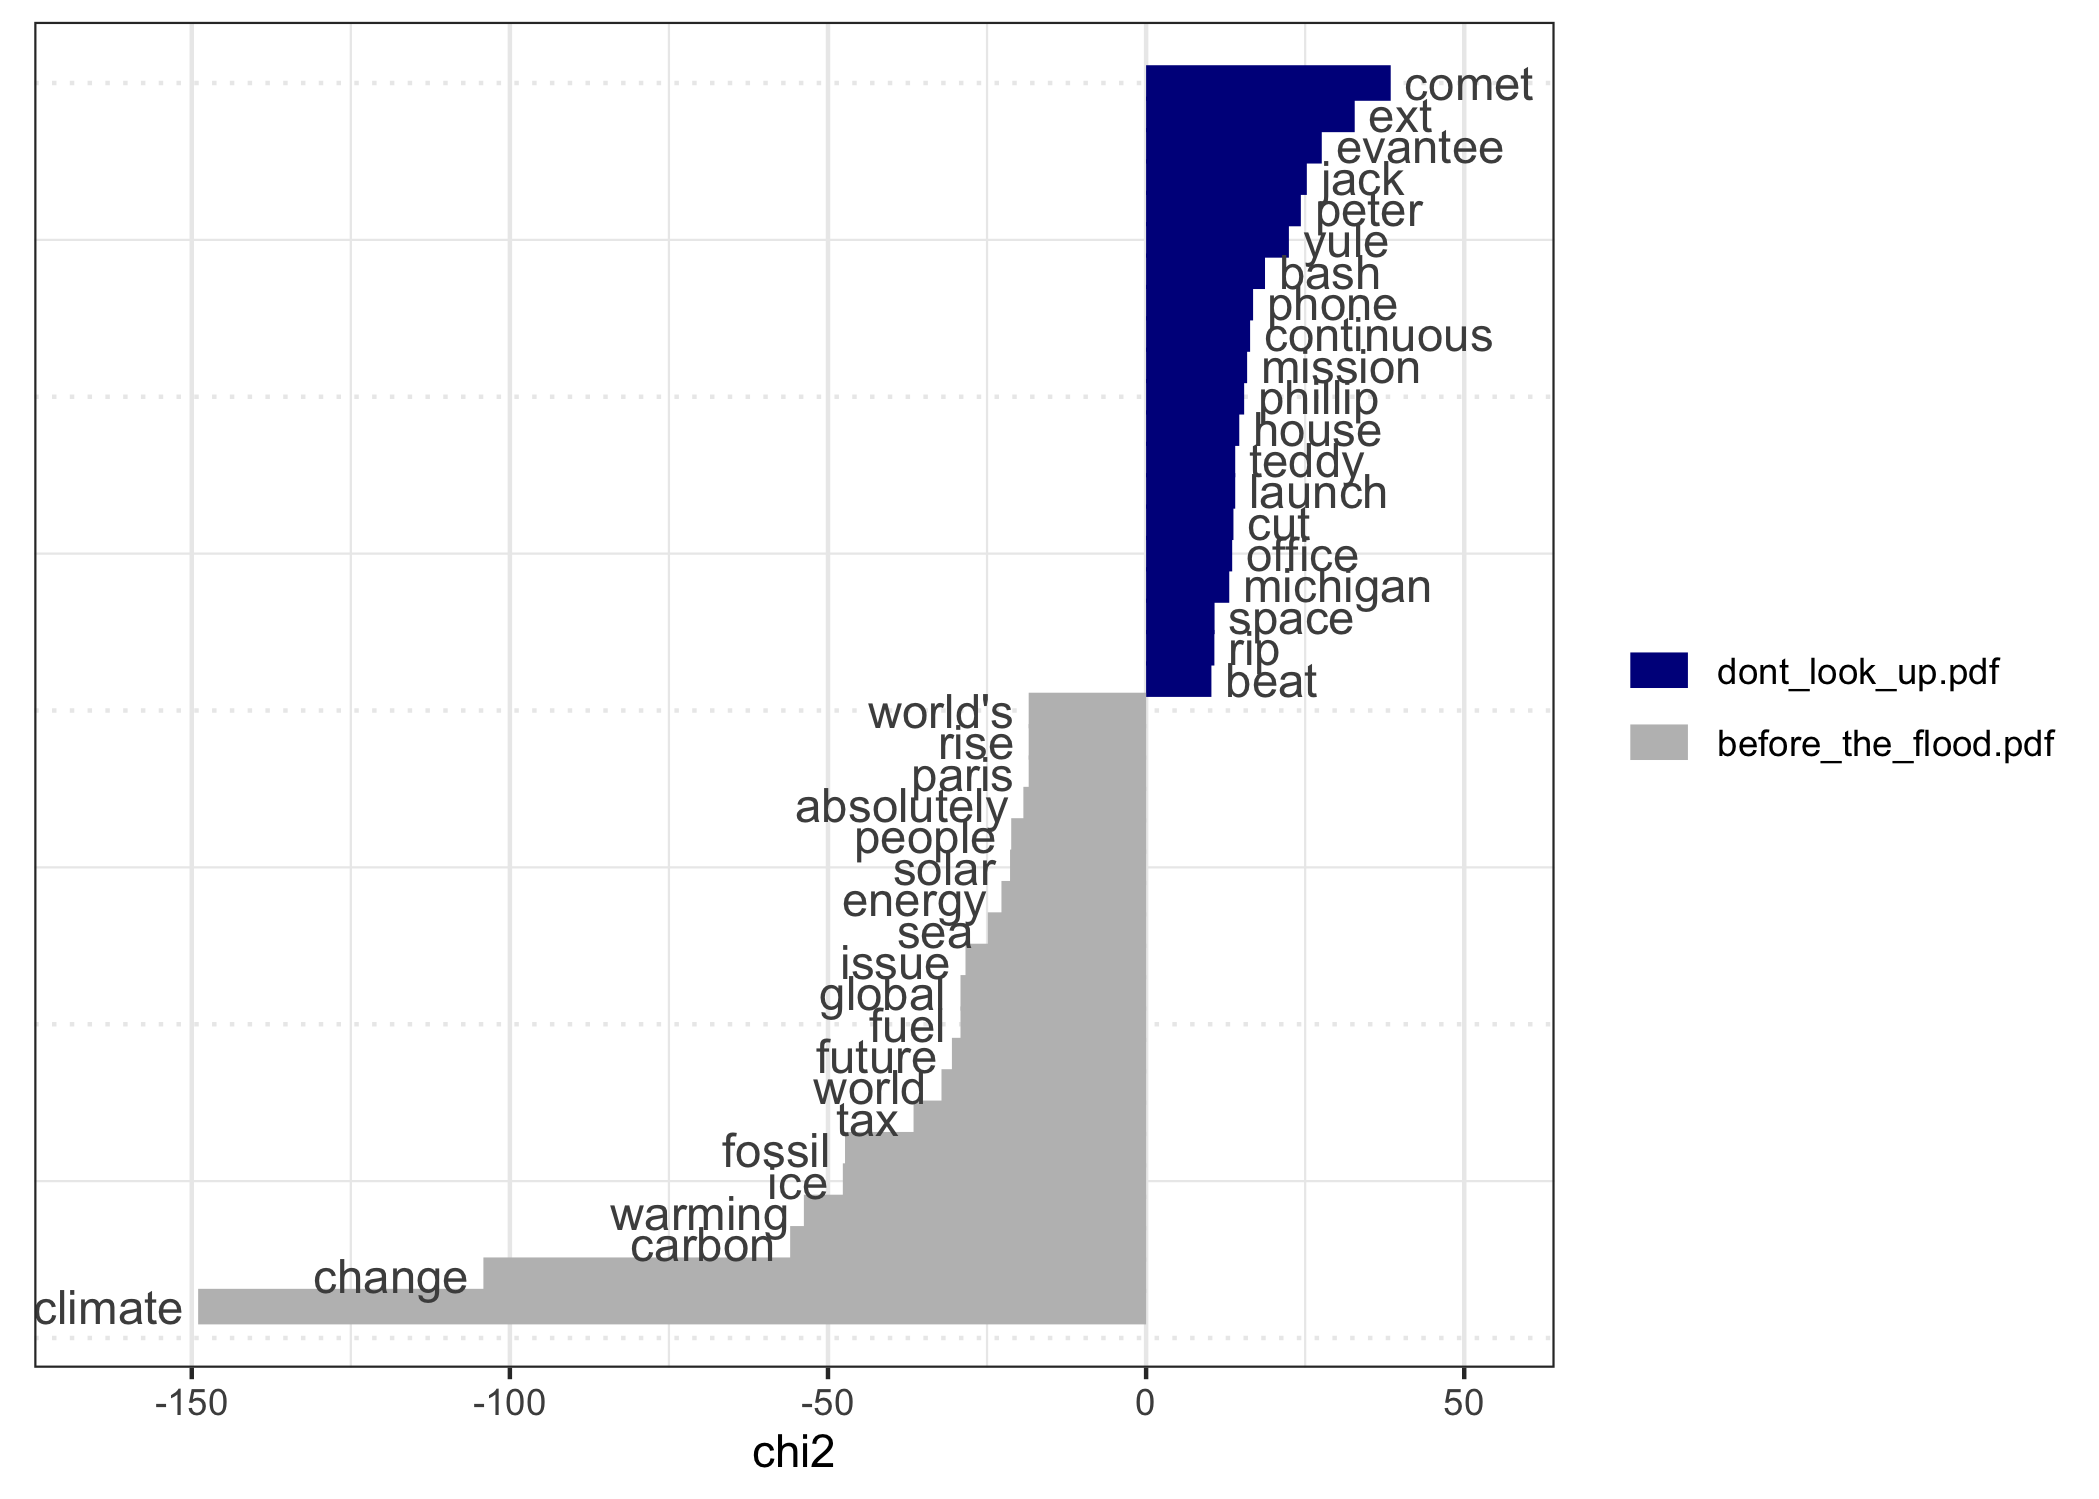 comet
ext
evantee
jack
peter
yule
bash
phone
continuous
mission
phillip
house
teddy
launch
cut
office
michigan
space
rip
beat
world's
rise
paris
absolutely
people
solar
energy
sea
issue
global
fuel
future
world
tax
fossil
ice
warming
carbon
change
climate
-150 -100 -50 0 50
chi2
dont_look_up.pdf
before_the_flood.pdf